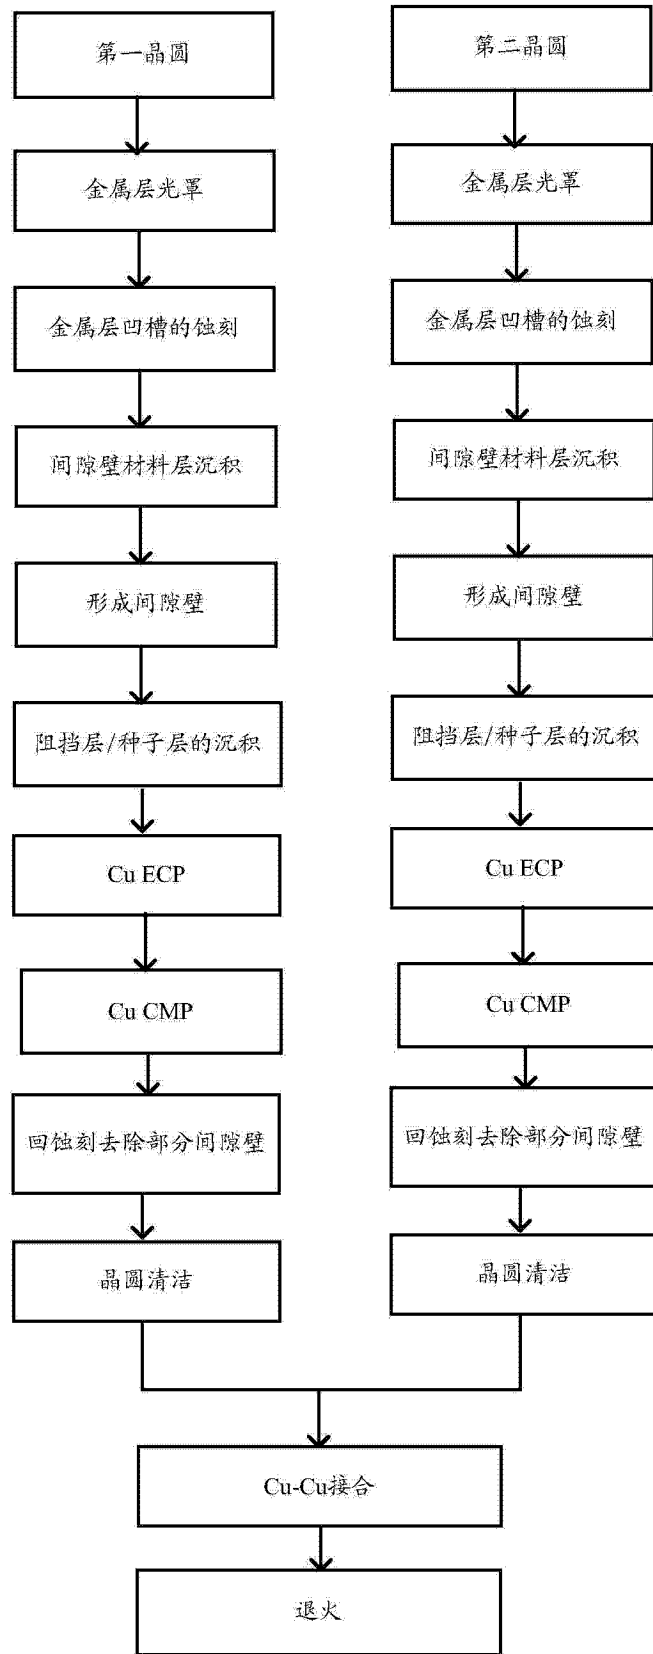 第一晶圆
金属层光罩
金属层凹槽的蚀刻
间隙壁材料层沉积
形成间隙壁
阻挡层/种子层的沉积
Cu ECP
Cu CMP
回蚀刻去除部分间隙壁
晶圆清洁
第二晶圆
金属层光罩
金属层凹槽的蚀刻
间隙壁材料层沉积
形成间隙壁
阻挡层/种子层的沉积
Cu ECP
Cu CMP
回蚀刻去除部分间隙壁
晶圆清洁
Cu-Cu接合
退火